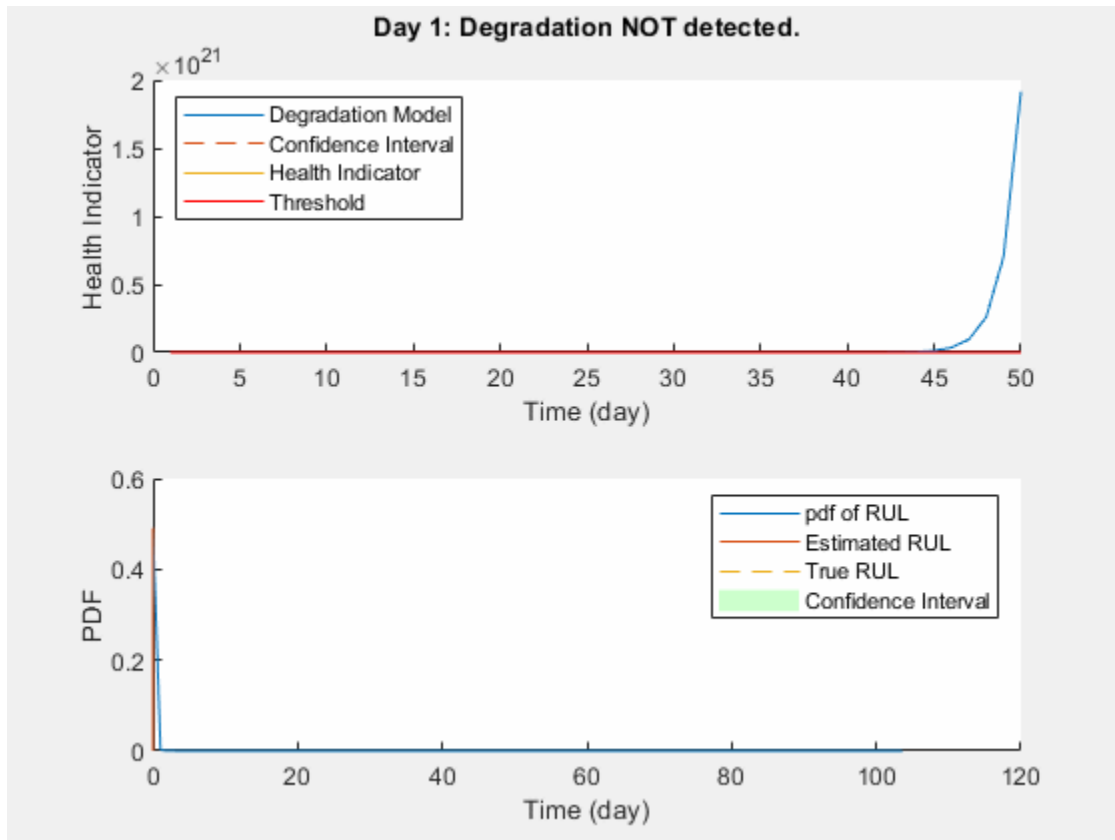 Day 1: Degradation NOT detected.
×10^21
2
1.5
1
0.5
0
Health Indicator
Degradation Model
Confidence Interval
Health Indicator
Threshold
0 5 10 15 20 25 30 35 40 45 50
Time (day)
0.6
0.4
0.2
0
PDF
pdf of RUL
Estimated RUL
True RUL
Confidence Interval
0 20 40 60 80 100 120
Time (day)